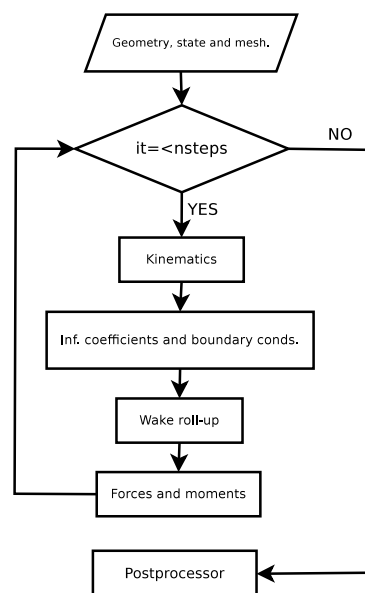 Geometry, state and mesh.
it=<nsteps
NO
YES
Kinematics
Inf. coefficients and boundary conds.
Wake roll-up
Forces and moments
Postprocessor